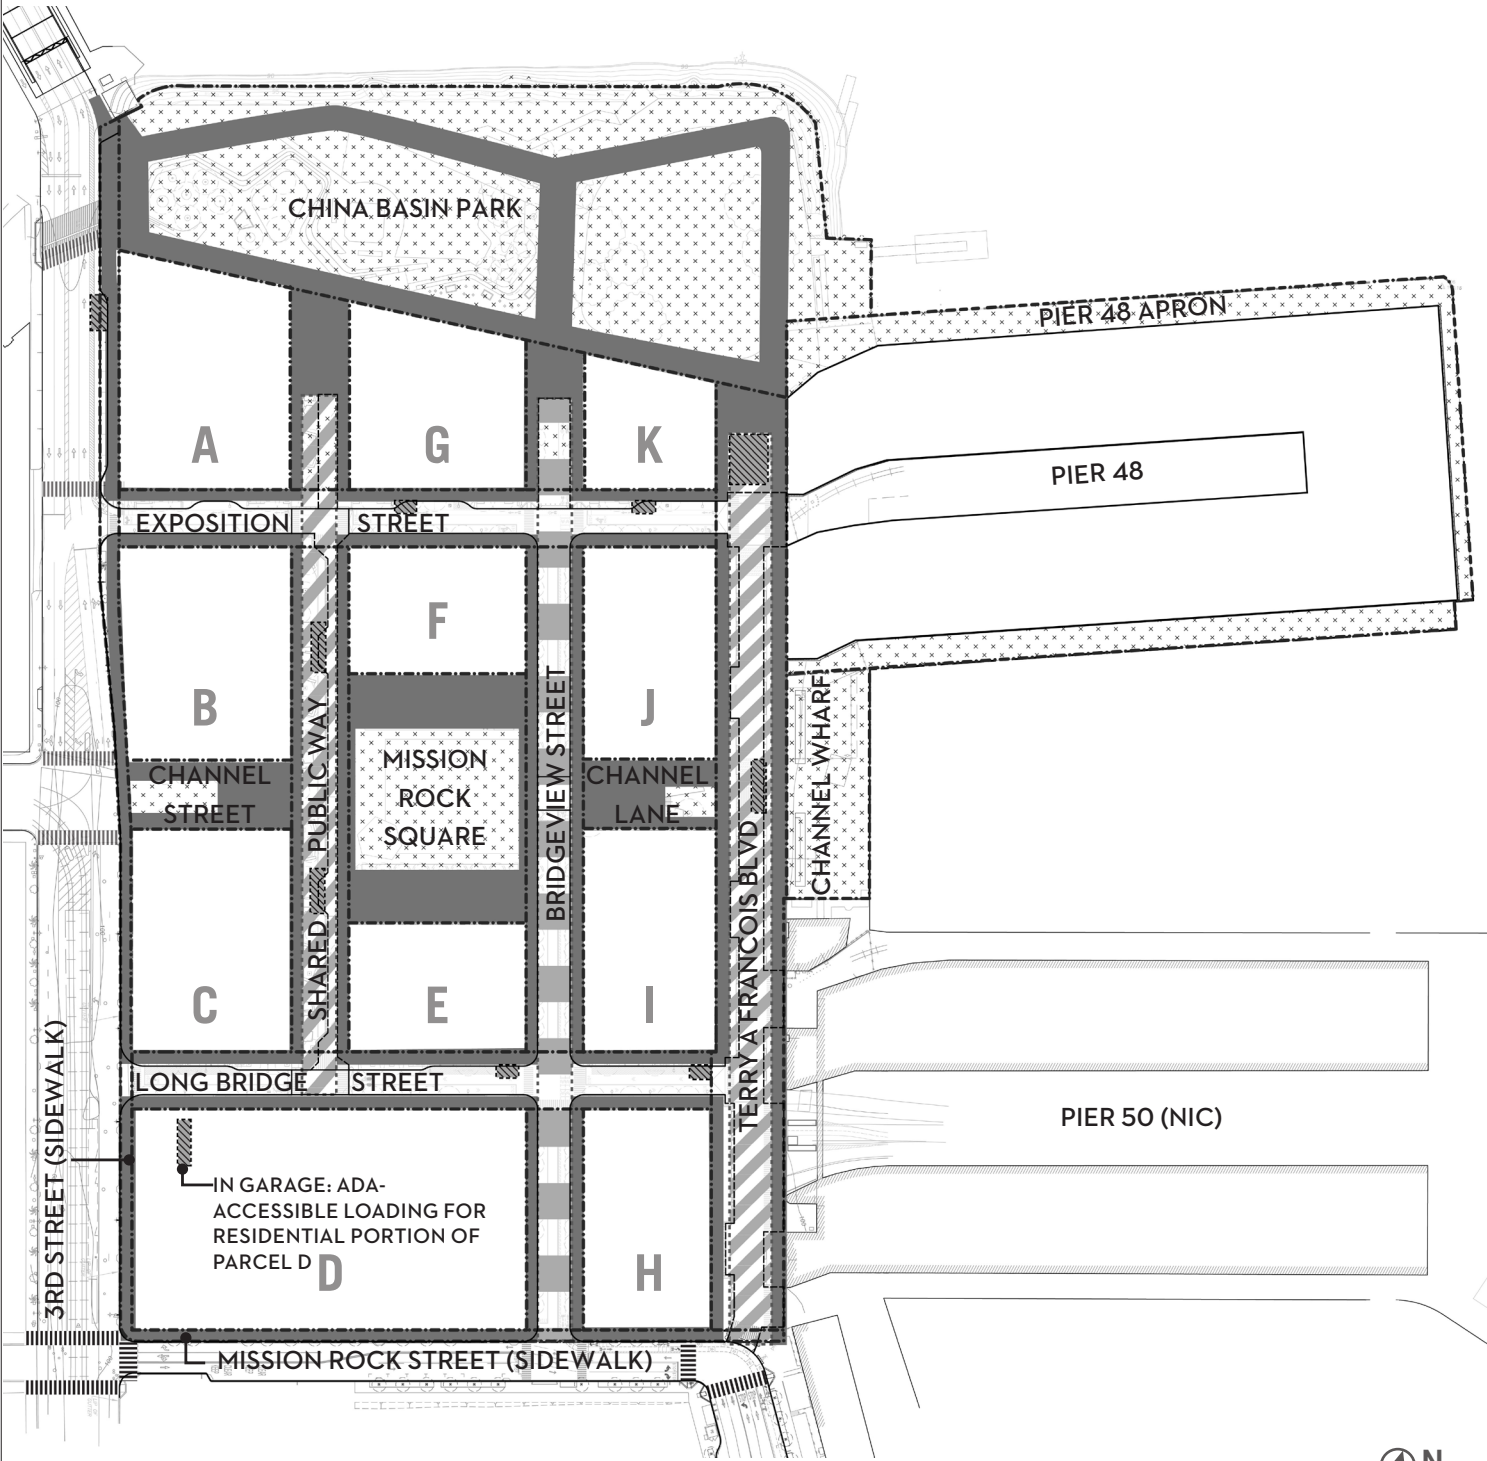 CHINA BASIN PARK
PIER 48 APRON
A
G
K
PIER 48
EXPOSITION STREET
F
B
J
SHARED PUBLIC WAY
BRIDGEVIEW STREET
CHANNEL WHARF
MISSION
ROCK
SQUARE
CHANNEL
STREET
CHANNEL
LANE
TERRY A FRANCOIS BLVD
C
E
I
LONG BRIDGE STREET
3RD STREET (SIDEWALK)
PIER 50 (NIC)
IN GARAGE: ADA-
ACCESSIBLE LOADING FOR
RESIDENTIAL PORTION OF
PARCEL D
D
H
MISSION ROCK STREET (SIDEWALK)
N